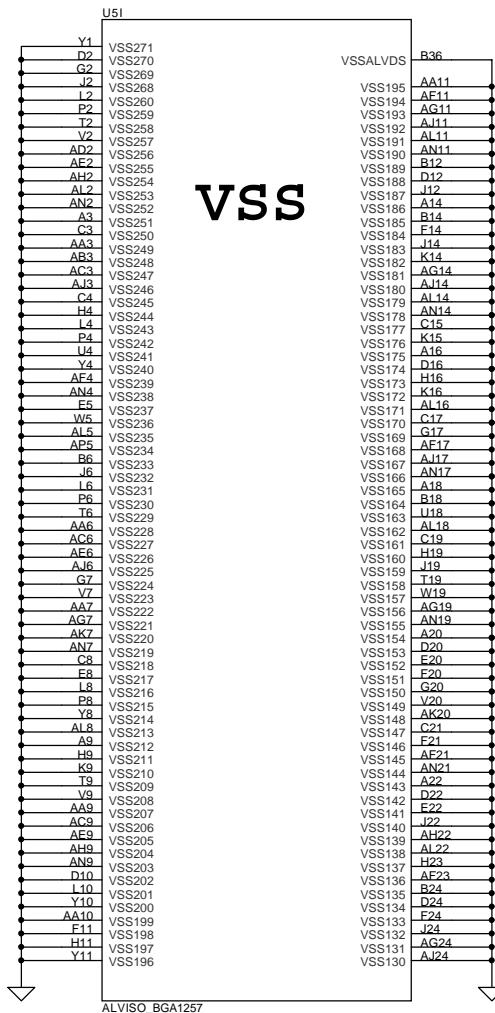 U5I
Y1 VSS271
D2 VSS270
G2 VSS269
J2 VSS268
L2 VSS260
P2 VSS259
T2 VSS258
V2 VSS257
AD2 VSS256
AE2 VSS255
AH2 VSS254
AL2 VSS253
AN2 VSS252
A3 VSS251
C3 VSS250
AA3 VSS249
AB3 VSS248
AC3 VSS247
AJ3 VSS246
C4 VSS245
H4 VSS244
L4 VSS243
P4 VSS242
U4 VSS241
Y4 VSS240
AF4 VSS239
AN4 VSS238
E5 VSS237
W5 VSS236
AL5 VSS235
AP5 VSS234
B6 VSS233
J6 VSS232
L6 VSS231
P6 VSS230
T6 VSS229
AA6 VSS228
AC6 VSS227
AE6 VSS226
AJ6 VSS225
G7 VSS224
V7 VSS223
AA7 VSS222
AG7 VSS221
AK7 VSS220
AN7 VSS219
C8 VSS218
E8 VSS217
L8 VSS216
P8 VSS215
Y8 VSS214
AL8 VSS213
A9 VSS212
H9 VSS211
K9 VSS210
T9 VSS209
V9 VSS208
AA9 VSS207
AC9 VSS206
AE9 VSS205
AH9 VSS204
AN9 VSS203
D10 VSS202
L10 VSS201
Y10 VSS200
AA10 VSS199
F11 VSS198
H11 VSS197
Y11 VSS196
VSS
VSSALVDS B36
VSS195 AA11
VSS194 AF11
VSS193 AG11
VSS192 AJ11
VSS191 AL11
VSS190 AN11
VSS189 B12
VSS188 D12
VSS187 J12
VSS186 A14
VSS185 B14
VSS184 F14
VSS183 J14
VSS182 K14
VSS181 AG14
VSS180 AJ14
VSS179 AL14
VSS178 AN14
VSS177 C15
VSS176 K15
VSS175 A16
VSS174 D16
VSS173 H16
VSS172 K16
VSS171 AL16
VSS170 C17
VSS169 G17
VSS168 AF17
VSS167 AJ17
VSS166 AN17
VSS165 A18
VSS164 B18
VSS163 U18
VSS162 AL18
VSS161 C19
VSS160 H19
VSS159 J19
VSS158 T19
VSS157 W19
VSS156 AG19
VSS155 AN19
VSS154 A20
VSS153 D20
VSS152 E20
VSS151 F20
VSS150 G20
VSS149 V20
VSS148 AK20
VSS147 C21
VSS146 F21
VSS145 AF21
VSS144 AN21
VSS143 A22
VSS142 D22
VSS141 E22
VSS140 J22
VSS139 AH22
VSS138 AL22
VSS137 H23
VSS136 AF23
VSS135 B24
VSS134 D24
VSS133 F24
VSS132 J24
VSS131 AG24
VSS130 AJ24
ALVISO_BGA1257